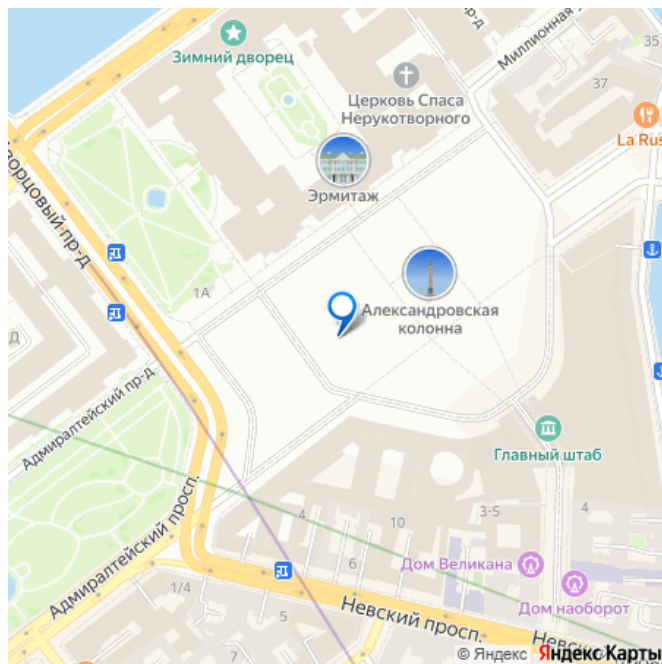 Зимний дворец
Миллионная
37
Церковь Спаса
Нерукотворного
La Rus
Эрмитаж
Дворцовый пр-д
1А
Александровская
колонна
Адмиралтейский пр-д
Главный штаб
Адмиралтейский просп.
4
10
3-5
4
6
Дом Великана
1/4
5
Дом наоборот
Невский просп.
Невск
© Яндекс Яндекс Карты